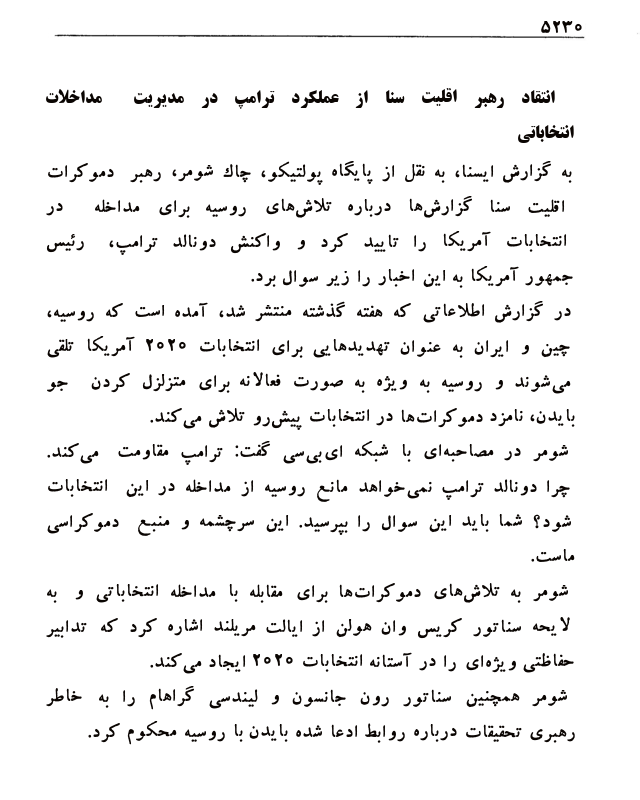 ۵۲۳۰
انتقاد رهبر اقلیت سنا از عملکرد ترامپ در مدیریت مداخلات
انتخاباتی
به گزارش ایسنا، به نقل از پایگاه پولتیکو، چاك شومر، رهبر دموکرات
اقلیت سنا گزارش‌ها درباره تلاش‌های روسیه برای مداخله در
انتخابات آمریکا را تایید کرد و واکنش دونالد ترامپ، رئیس
جمهور آمریکا به این اخبار را زیر سوال برد.
در گزارش اطلاعاتی که هفته گذشته منتشر شد، آمده است که روسیه،
چین و ایران به عنوان تهدیدهایی برای انتخابات ۲۰۲۰ آمریکا تلقی
می‌شوند و روسیه به ویژه به صورت فعالانه برای متزلزل کردن جو
بایدن، نامزد دموکرات‌ها در انتخابات پیش‌رو تلاش می‌کند.
شومر در مصاحبه‌ای با شبکه ای‌بی‌سی گفت: ترامپ مقاومت می‌کند.
چرا دونالد ترامپ نمی‌خواهد مانع روسیه از مداخله در این انتخابات
شود؟ شما باید این سوال را بپرسید. این سرچشمه و منبع دموکراسی
ماست.
شومر به تلاش‌های دموکرات‌ها برای مقابله با مداخله انتخاباتی و به
لایحه سناتور کریس وان هولن از ایالت مریلند اشاره کرد که تدابیر
حفاظتی ویژه‌ای را در آستانه انتخابات ۲۰۲۰ ایجاد می‌کند.
شومر همچنین سناتور رون جانسون و لیندسی گراهام را به خاطر
رهبری تحقیقات درباره روابط ادعا شده بایدن با روسیه محکوم کرد.